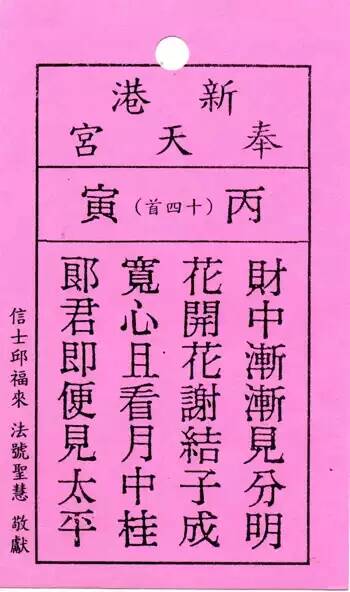 新港
奉天宮
丙（十四首）寅
財中漸漸見分明
花開花謝結子成
寬心且看月中桂
郎君即便見太平
信士邱福來 法號聖慧 敬獻